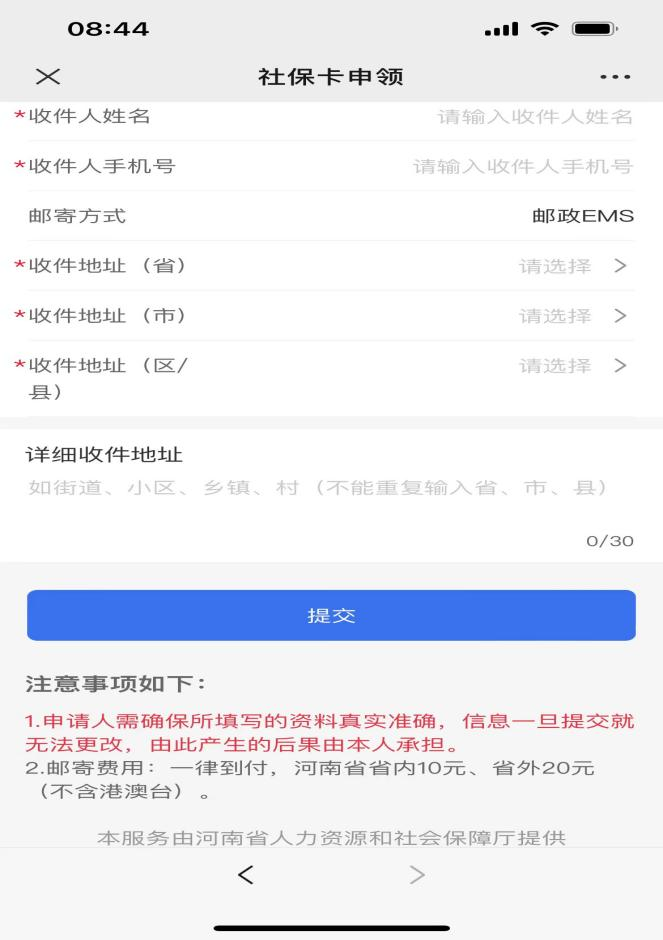 08:44
社保卡申领
*收件人姓名 请输入收件人姓名
*收件人手机号 请输入收件人手机号
邮寄方式 邮政EMS
*收件地址（省） 请选择
*收件地址（市） 请选择
*收件地址（区/ 请选择
县）
详细收件地址
如街道、小区、乡镇、村（不能重复输入省、市、县）
0/30
提交
注意事项如下：
1.申请人需确保所填写的资料真实准确，信息一旦提交就
无法更改，由此产生的后果由本人承担。
2.邮寄费用：一律到付，河南省省内10元、省外20元
（不含港澳台）。
本服务由河南省人力资源和社会保障厅提供